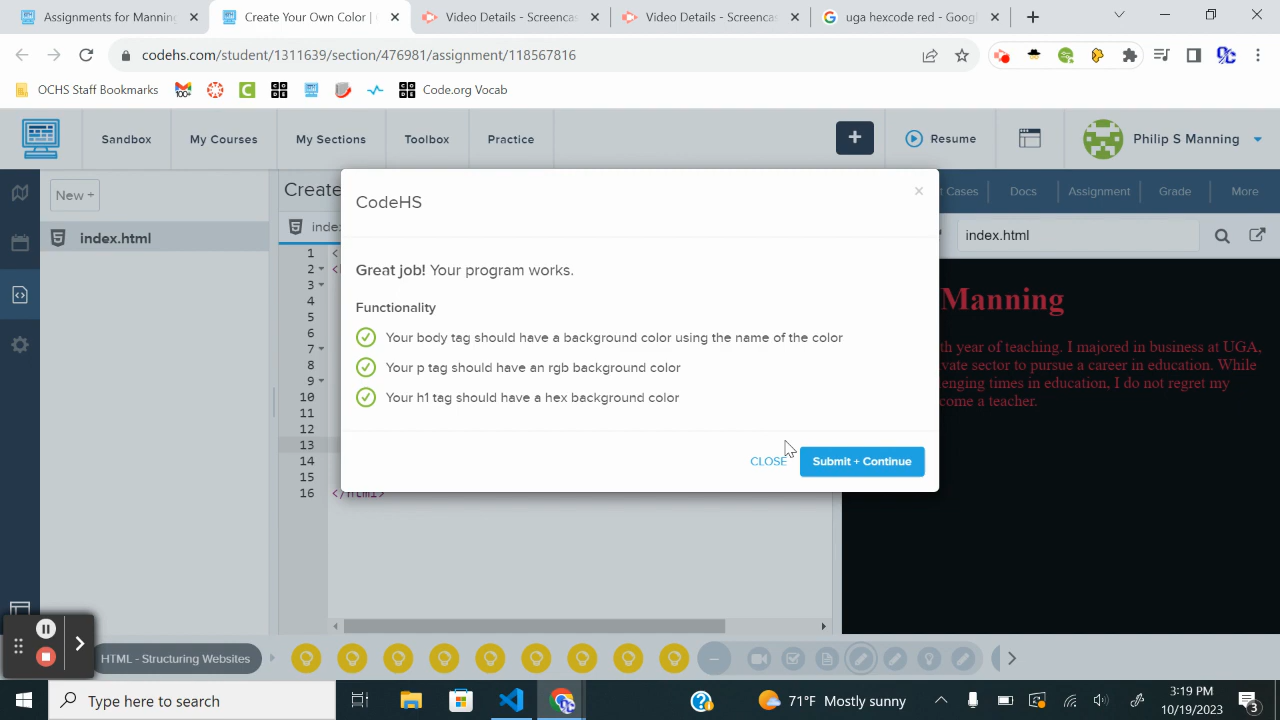 Assignments for Manning
Create Your Own Color |
Video Details - Screencas
Video Details - Screencas
uga hexcode red - Googl
codehs.com/student/1311639/section/476981/assignment/118567816
OCHS Staff Bookmarks
Code.org Vocab
Sandbox
My Courses
My Sections
Toolbox
Practice
+
Resume
Philip S Manning
New +
Create
Cases
Docs
Assignment
Grade
More
index.html
inde
index.html
CodeHS
×
Great job! Your program works.
Functionality
Your body tag should have a background color using the name of the color
Your p tag should have an rgb background color
Your h1 tag should have a hex background color
CLOSE
Submit + Continue
1 <
2
3
4
5
6
7
8
9
10
11
12
13
14
15
16 </html>
Manning
th year of teaching. I majored in business at UGA,
vate sector to pursue a career in education. While
enging times in education, I do not regret my
come a teacher.
HTML - Structuring Websites
Type here to search
71°F Mostly sunny
3:19 PM
10/19/2023
3